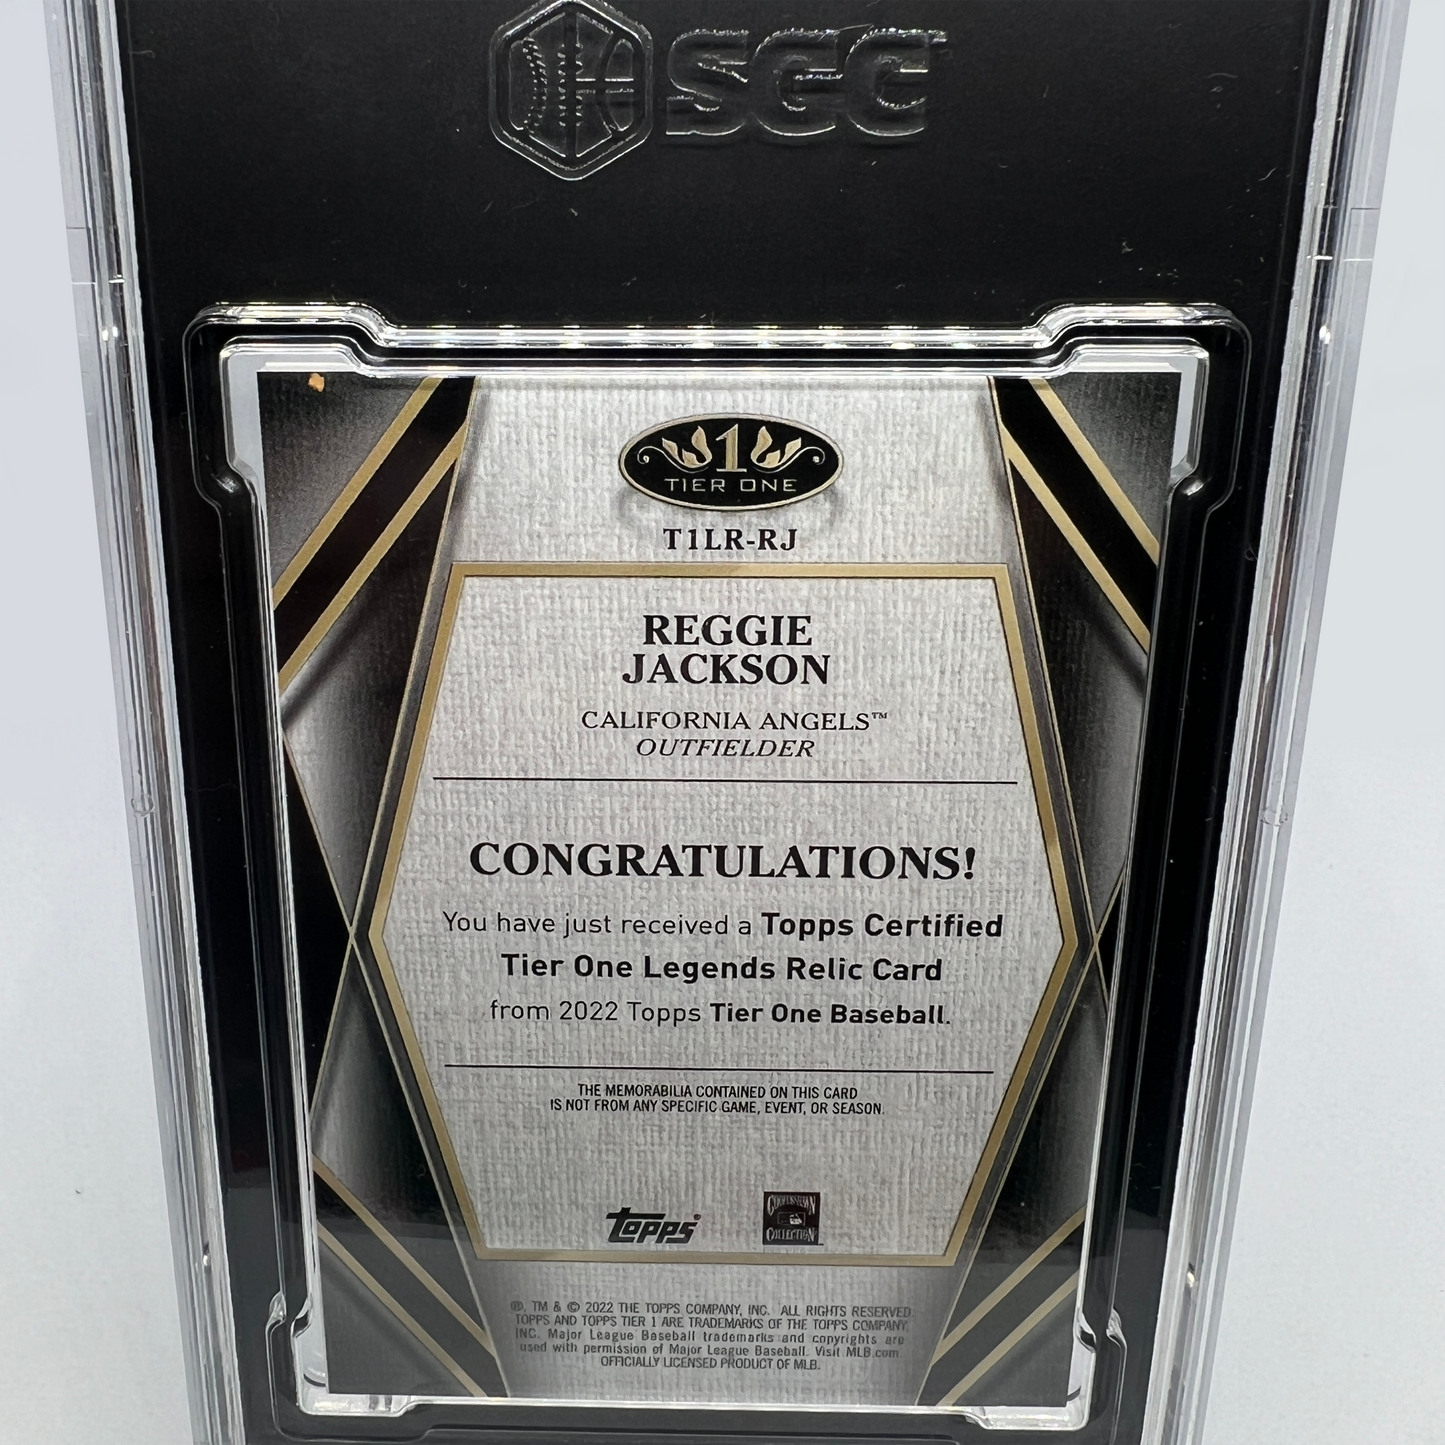 SGC
1
TIER ONE
T1LR-RJ
REGGIE
JACKSON
CALIFORNIA ANGELS™
OUTFIELDER
CONGRATULATIONS!
You have just received a Topps Certified
Tier One Legends Relic Card
from 2022 Topps Tier One Baseball.
THE MEMORABILIA CONTAINED ON THIS CARD
IS NOT FROM ANY SPECIFIC GAME, EVENT, OR SEASON.
topps®
COOPERSTOWN
COLLECTION™
®, TM & © 2022 THE TOPPS COMPANY, INC. ALL RIGHTS RESERVED.
TOPPS AND TOPPS TIER 1 ARE TRADEMARKS OF THE TOPPS COMPANY,
INC. Major League Baseball trademarks and copyrights are
used with permission of Major League Baseball. Visit MLB.com.
OFFICIALLY LICENSED PRODUCT OF MLB.